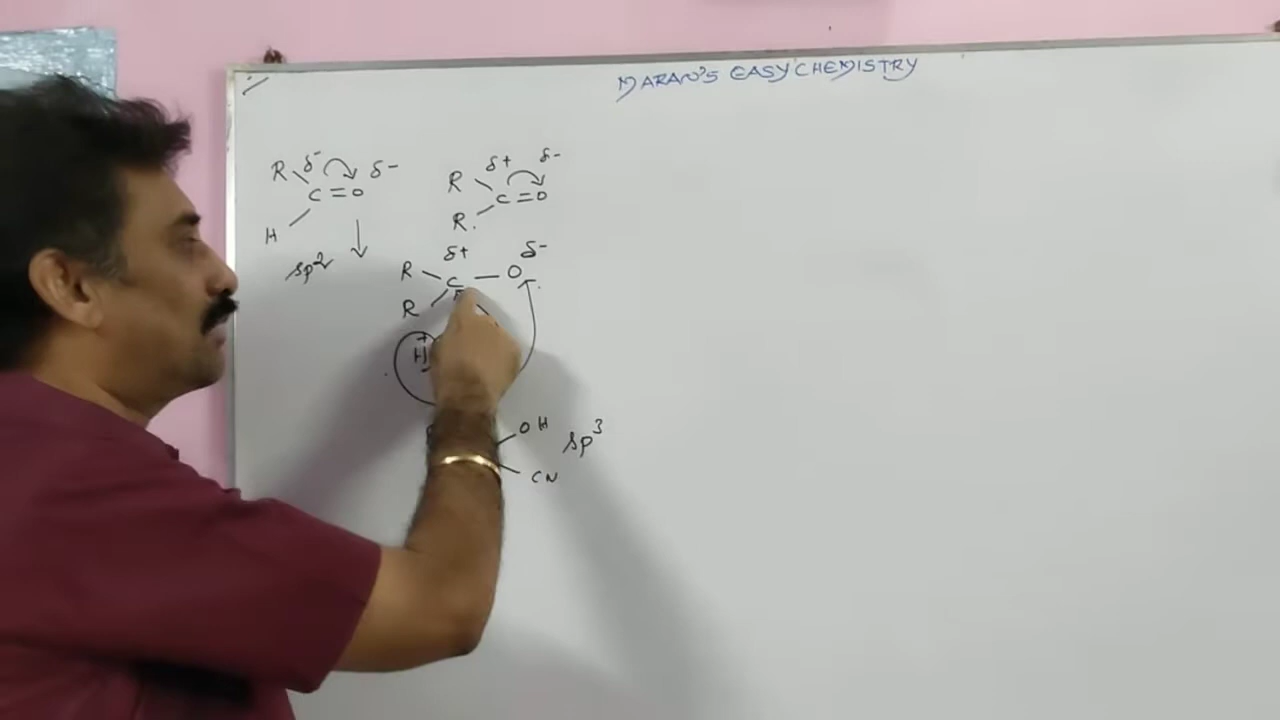 MARAN'S EASY CHEMISTRY
R δ- δ-
C=O
H
sp2
R δ+ δ-
C=O
R.
δ+ δ-
R C — O
R
+
H
OH
sp3
CN